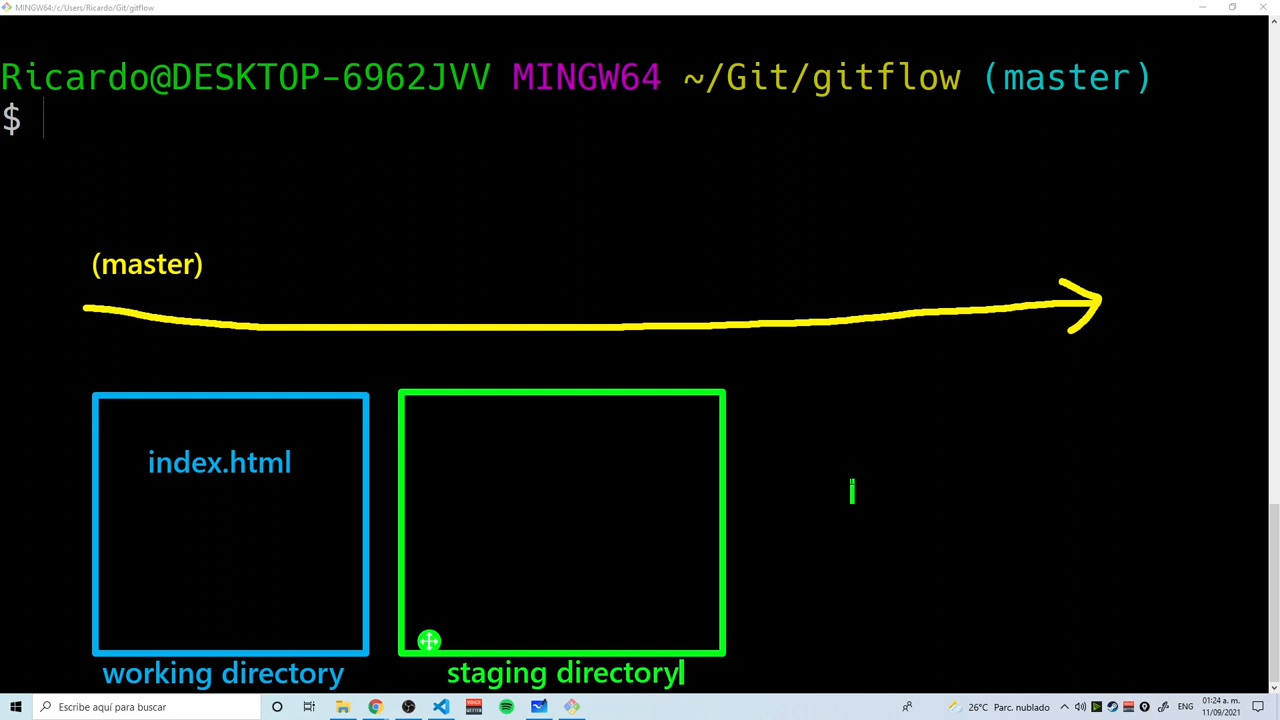 MINGW64:/c/Users/Ricardo/Git/gitflow
Ricardo@DESKTOP-6962JVV MINGW64 ~/Git/gitflow (master)
$
(master)
index.html
working directory
staging directory
Escribe aquí para buscar
26°C Parc. nublado
ENG
01:24 a. m.
11/09/2021